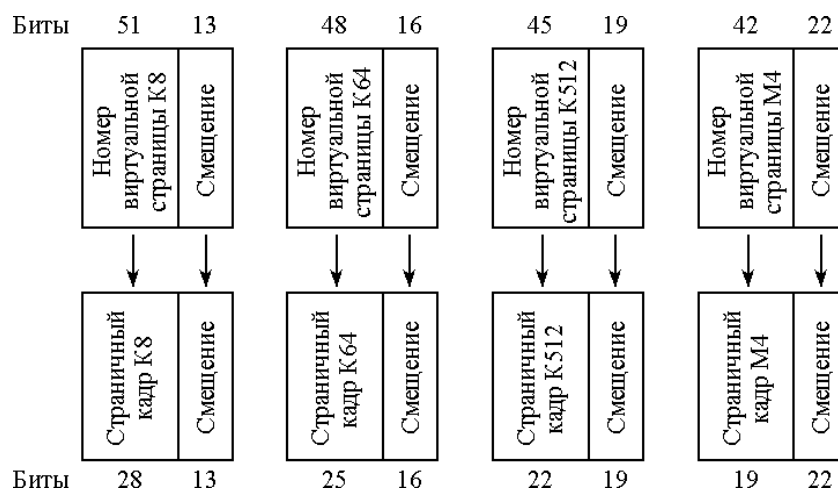 Биты 51 13 48 16 45 19 42 22
Номер
виртуальной
страницы K8
Смещение
Номер
виртуальной
страницы K64
Смещение
Номер
виртуальной
страницы K512
Смещение
Номер
виртуальной
страницы M4
Смещение
Страничный
кадр K8
Смещение
Страничный
кадр K64
Смещение
Страничный
кадр K512
Смещение
Страничный
кадр M4
Смещение
Биты 28 13 25 16 22 19 19 22